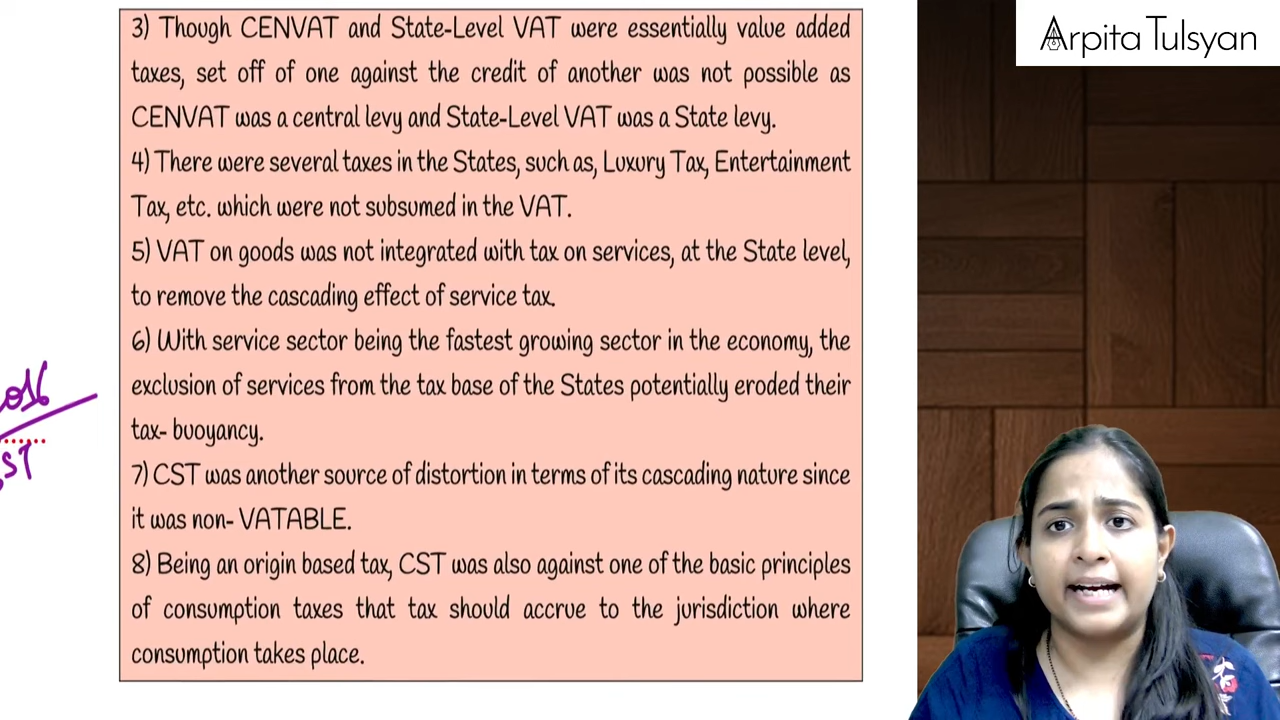 Arpita Tulsyan
3) Though CENVAT and State-Level VAT were essentially value added
taxes, set off of one against the credit of another was not possible as
CENVAT was a central levy and State-Level VAT was a State levy.
4) There were several taxes in the States, such as, Luxury Tax, Entertainment
Tax, etc. which were not subsumed in the VAT.
5) VAT on goods was not integrated with tax on services, at the State level,
to remove the cascading effect of service tax.
6) With service sector being the fastest growing sector in the economy, the
exclusion of services from the tax base of the States potentially eroded their
tax- buoyancy.
7) CST was another source of distortion in terms of its cascading nature since
it was non- VATABLE.
8) Being an origin based tax, CST was also against one of the basic principles
of consumption taxes that tax should accrue to the jurisdiction where
consumption takes place.